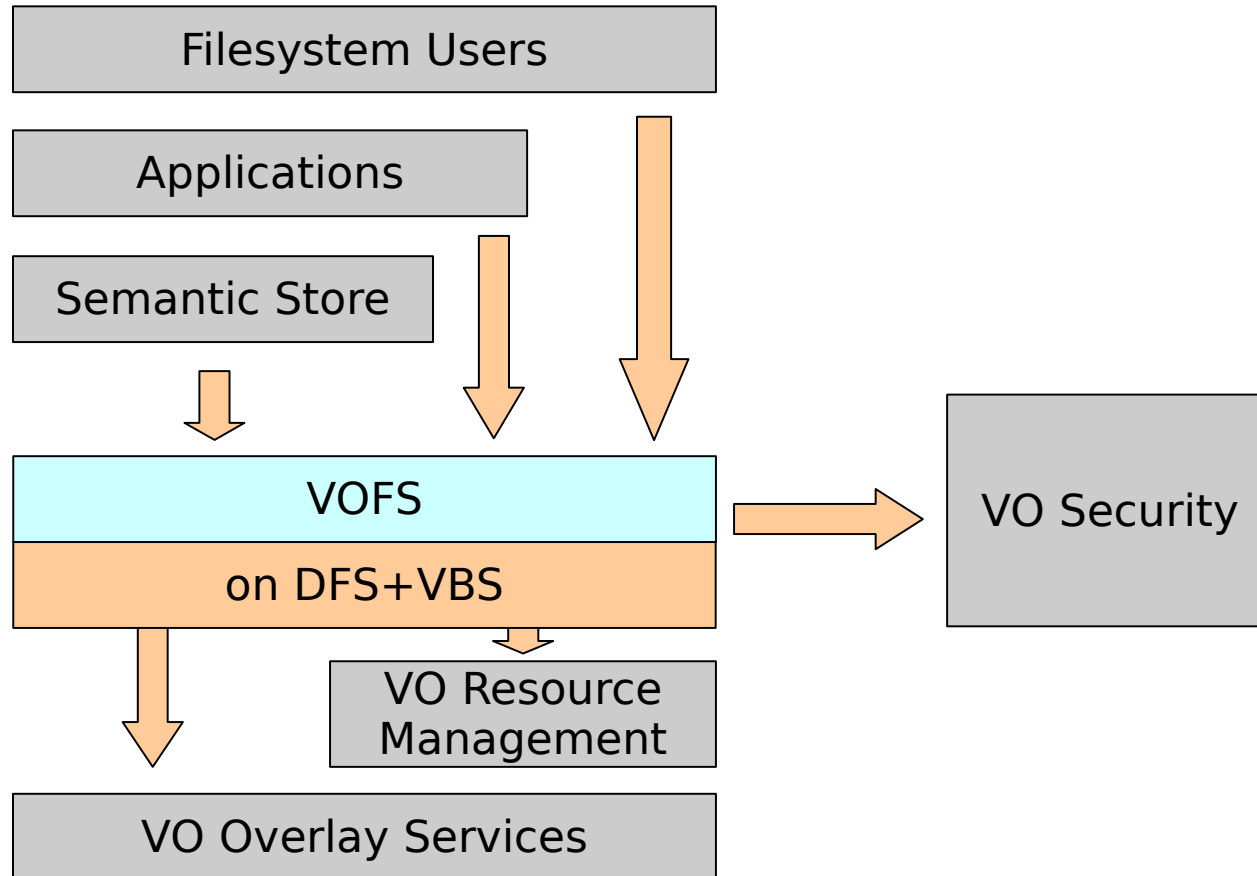 Filesystem Users
Applications
Semantic Store
VOFS
on DFS+VBS
VO Security
VO Resource
Management
VO Overlay Services